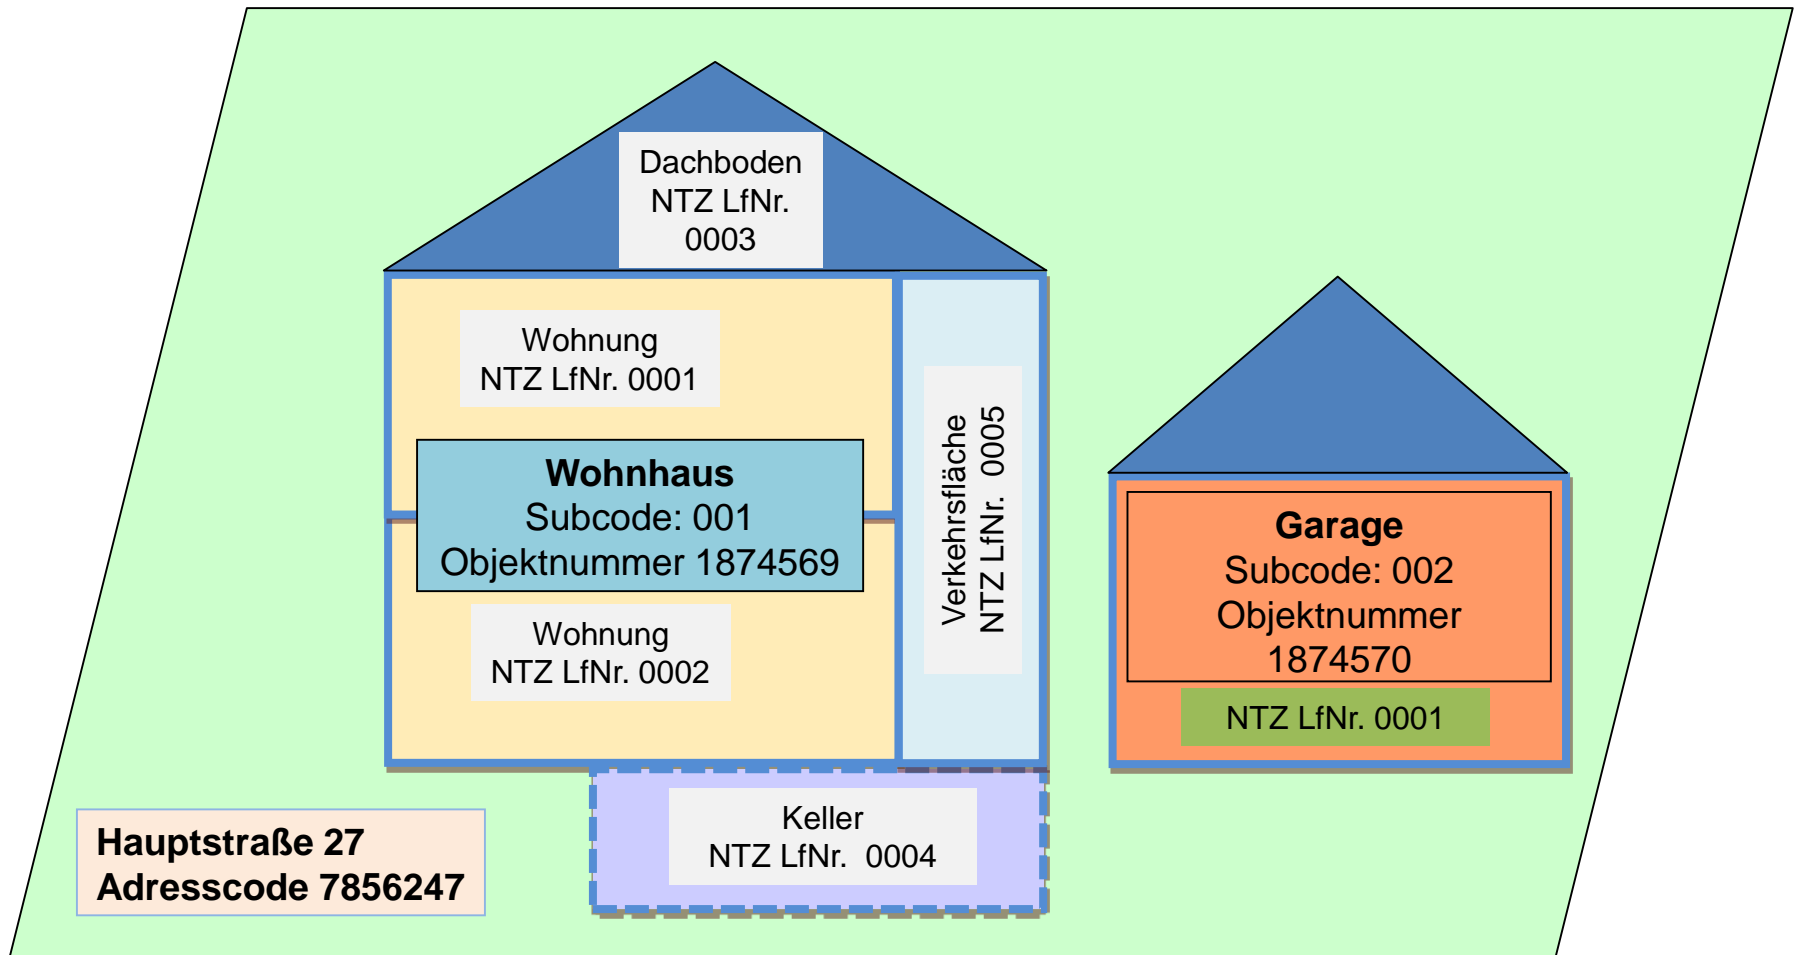 Dachboden
NTZ LfNr.
0003
Wohnung
NTZ LfNr. 0001
Wohnhaus
Subcode: 001
Objektnummer 1874569
Wohnung
NTZ LfNr. 0002
Verkehrsfläche
NTZ LfNr.  0005
Keller
NTZ LfNr.  0004
Garage
Subcode: 002
Objektnummer
1874570
NTZ LfNr. 0001
Hauptstraße 27
Adresscode 7856247